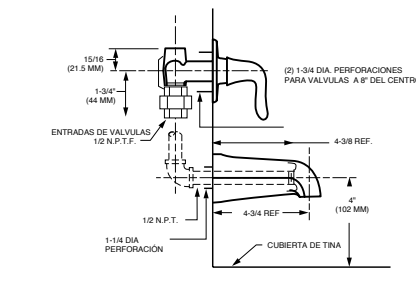 15/16
(21.5 MM)
1-3/4"
(44 MM)
(2) 1-3/4 DIA. PERFORACIONES
PARA VALVULAS A 8" DEL CENTRO
ENTRADAS DE VALVULAS
1/2 N.P.T.F.
4-3/8 REF.
1/2 N.P.T.
4-3/4 REF
4"
(102 MM)
1-1/4 DIA
PERFORACIÓN
CUBIERTA DE TINA